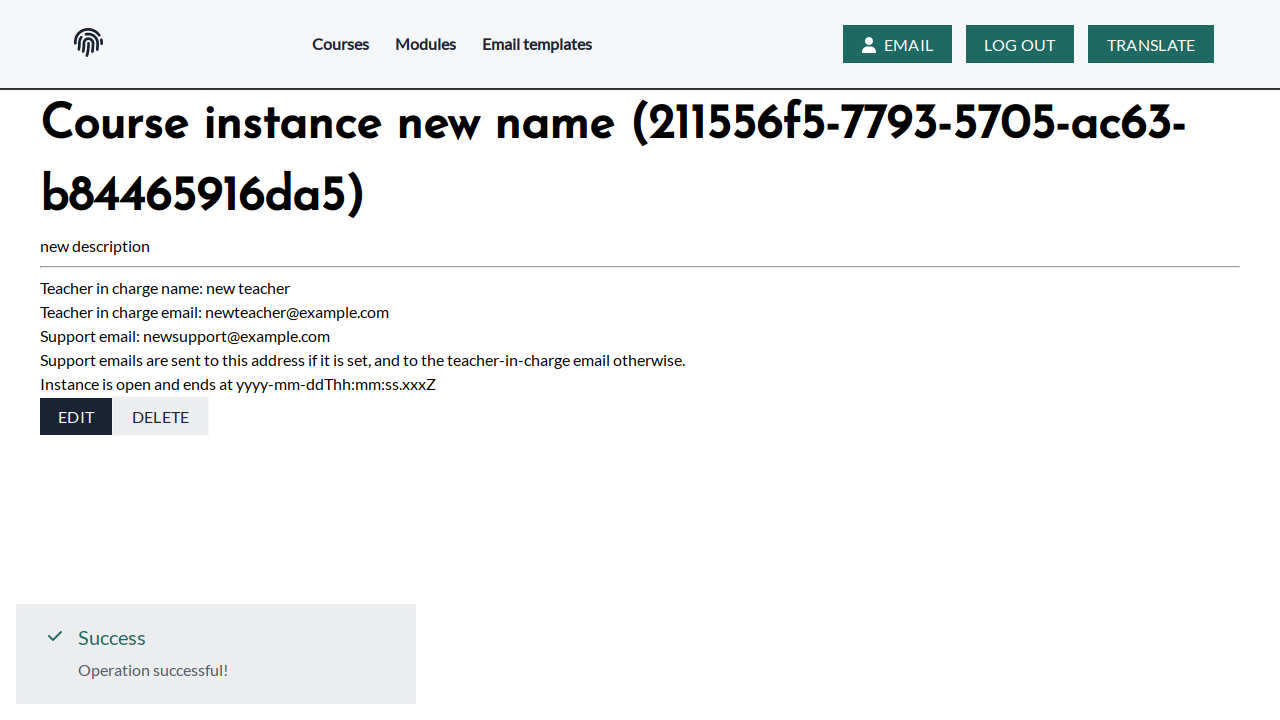 Courses
Modules
Email templates
EMAIL
LOG OUT
TRANSLATE
Course instance new name (211556f5-7793-5705-ac63-
b84465916da5)
new description
Teacher in charge name: new teacher
Teacher in charge email: newteacher@example.com
Support email: newsupport@example.com
Support emails are sent to this address if it is set, and to the teacher-in-charge email otherwise.
Instance is open and ends at yyyy-mm-ddThh:mm:ss.xxxZ
EDIT
DELETE
Success
Operation successful!